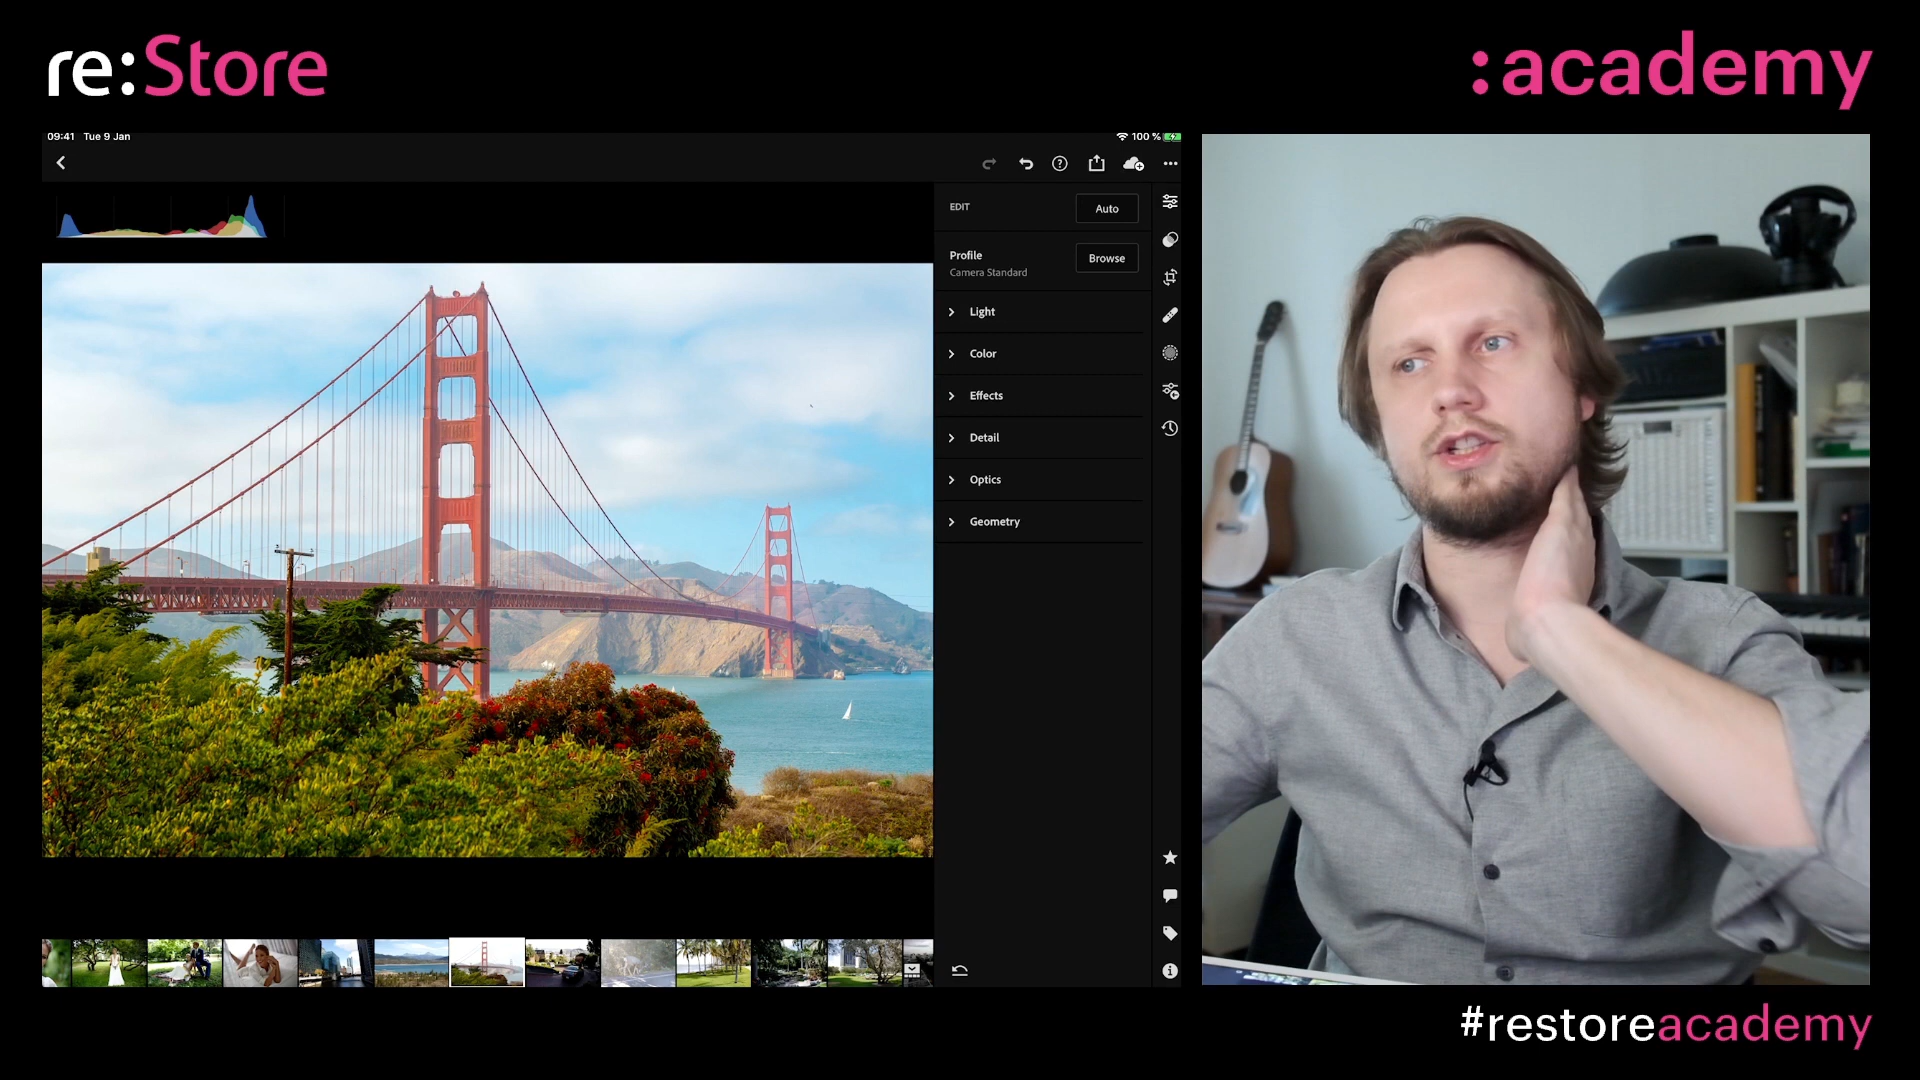 re:Store
:academy
09:41 Tue 9 Jan
100 %
EDIT
Auto
Profile
Camera Standard
Browse
Light
Color
Effects
Detail
Optics
Geometry
#restoreacademy